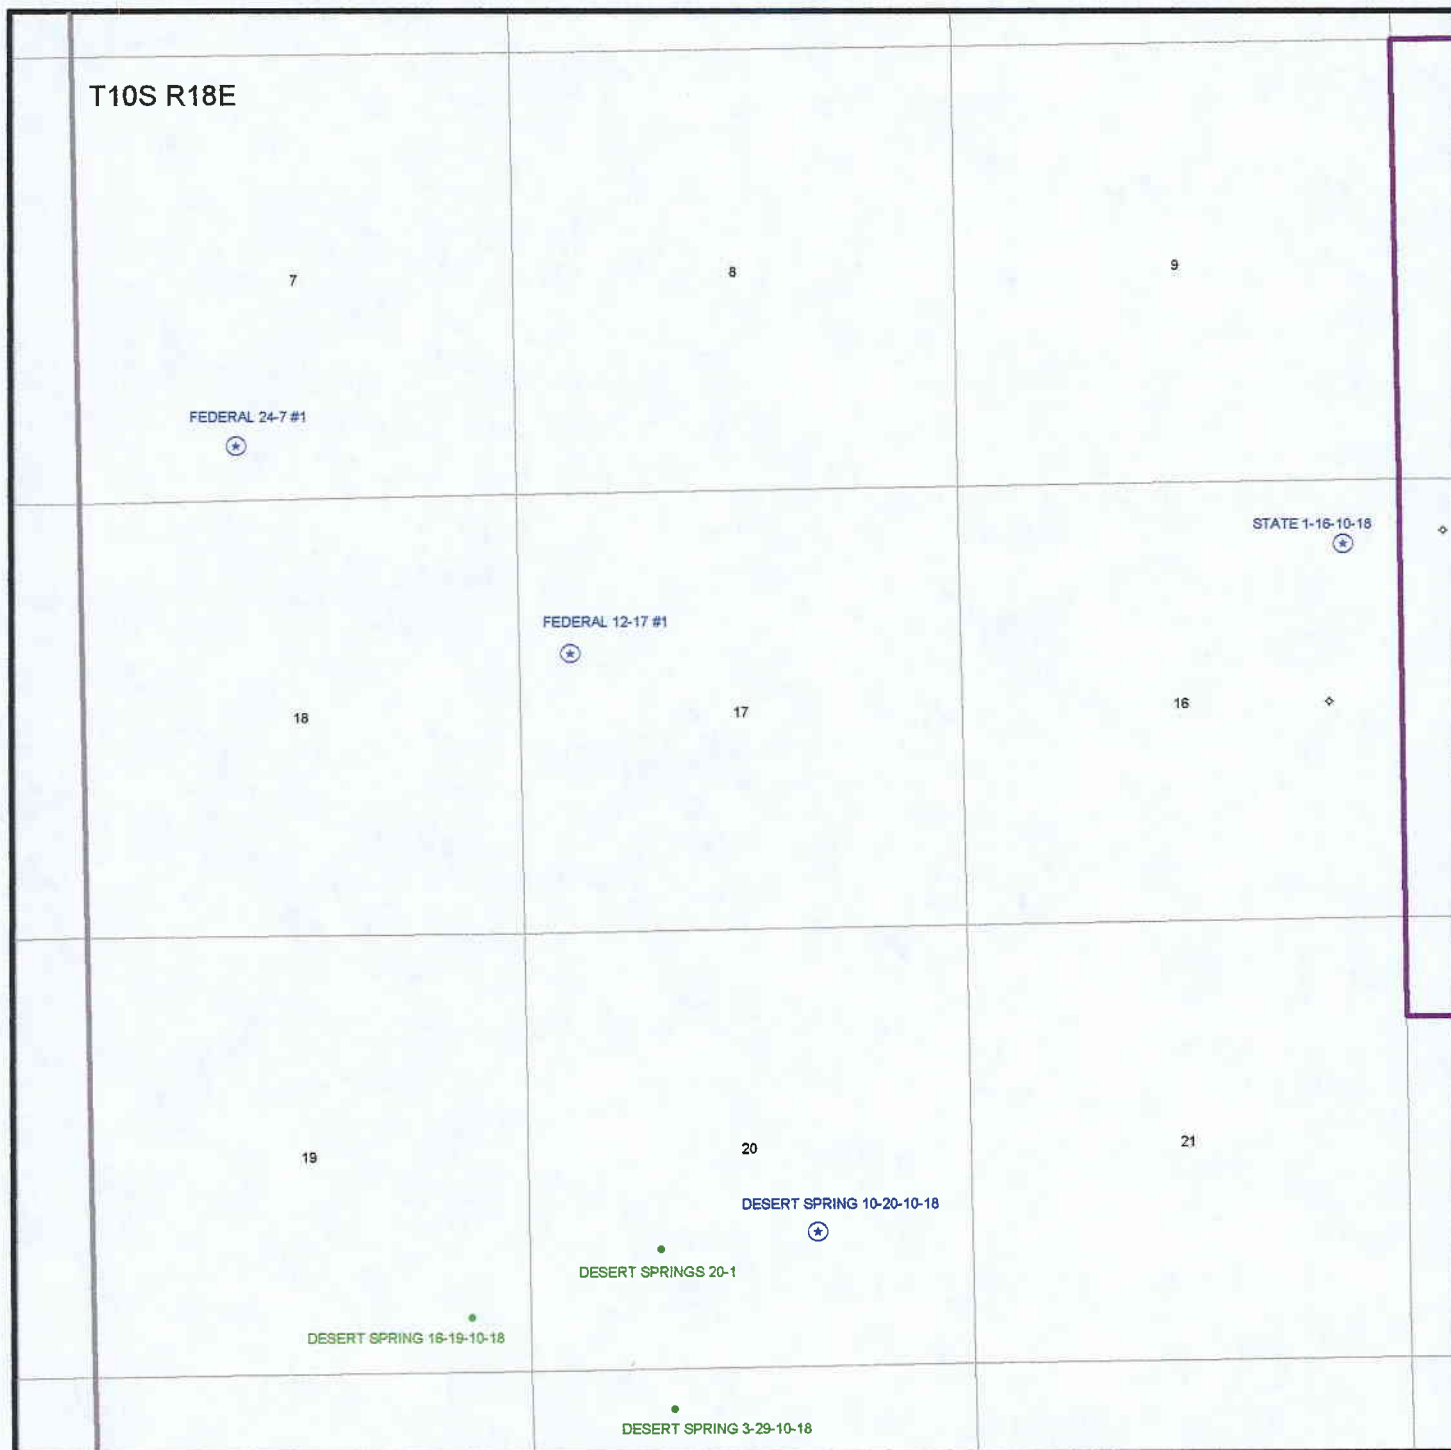 T10S R18E
7
8
9
FEDERAL 24-7 #1
STATE 1-16-10-18
FEDERAL 12-17 #1
18
17
16
19
20
21
DESERT SPRING 10-20-10-18
DESERT SPRINGS 20-1
DESERT SPRING 16-19-10-18
DESERT SPRING 3-29-10-18